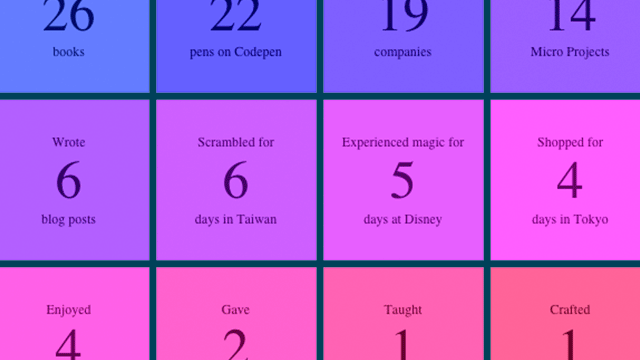 26
22
19
14
books
pens on Codepen
companies
Micro Projects
Wrote
Scrambled for
Experienced magic for
Shopped for
6
6
5
4
blog posts
days in Taiwan
days at Disney
days in Tokyo
Enjoyed
Gave
Taught
Crafted
4
2
1
1